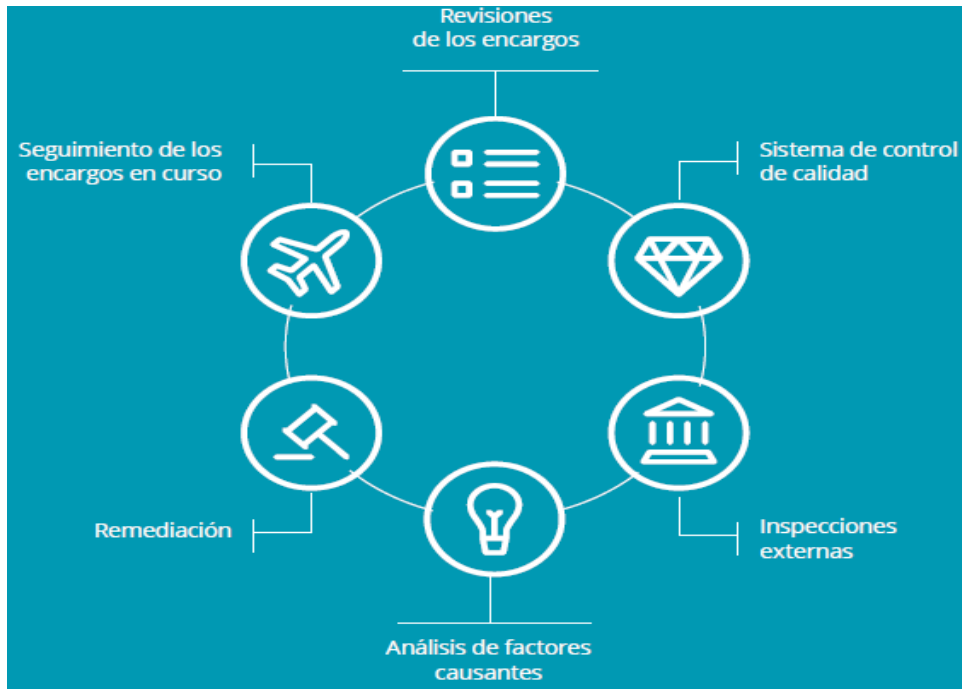 Revisiones
de los encargos
Seguimiento de los
encargos en curso
Sistema de control
de calidad
Remediación
Inspecciones
externas
Análisis de factores
causantes